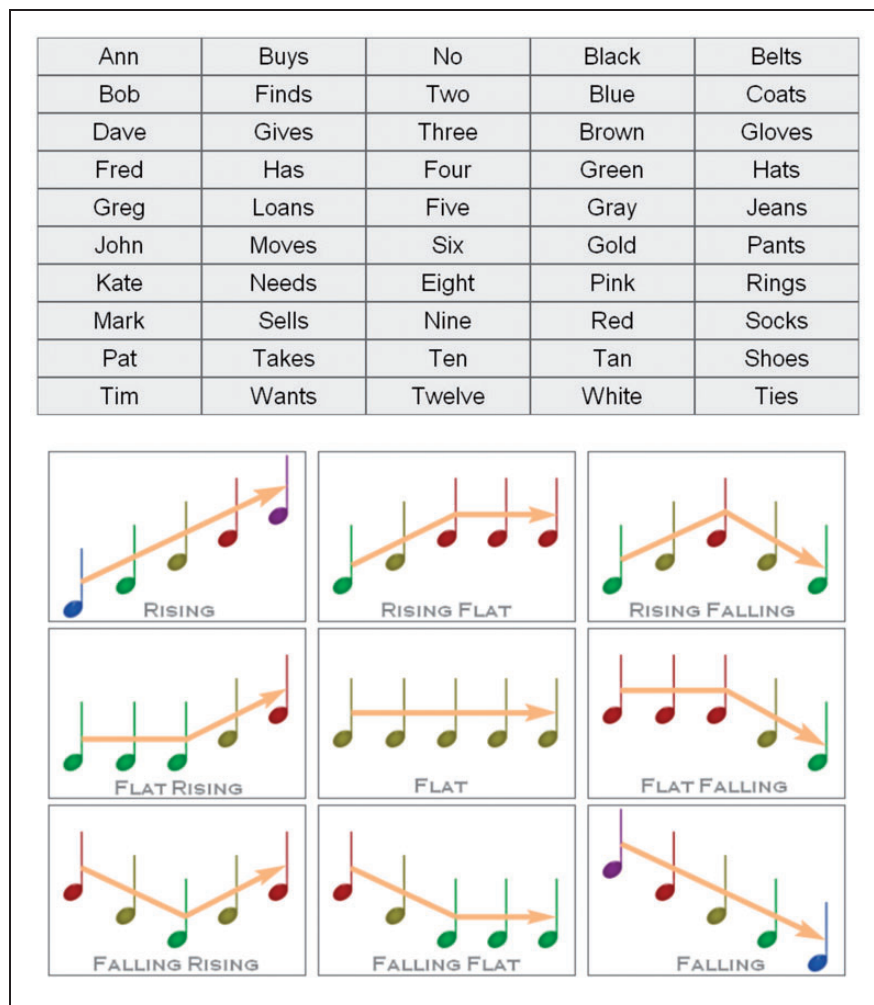 Ann Buys No Black Belts
Bob Finds Two Blue Coats
Dave Gives Three Brown Gloves
Fred Has Four Green Hats
Greg Loans Five Gray Jeans
John Moves Six Gold Pants
Kate Needs Eight Pink Rings
Mark Sells Nine Red Socks
Pat Takes Ten Tan Shoes
Tim Wants Twelve White Ties
RISING RISING FLAT RISING FALLING
FLAT RISING FLAT FLAT FALLING
FALLING RISING FALLING FLAT FALLING